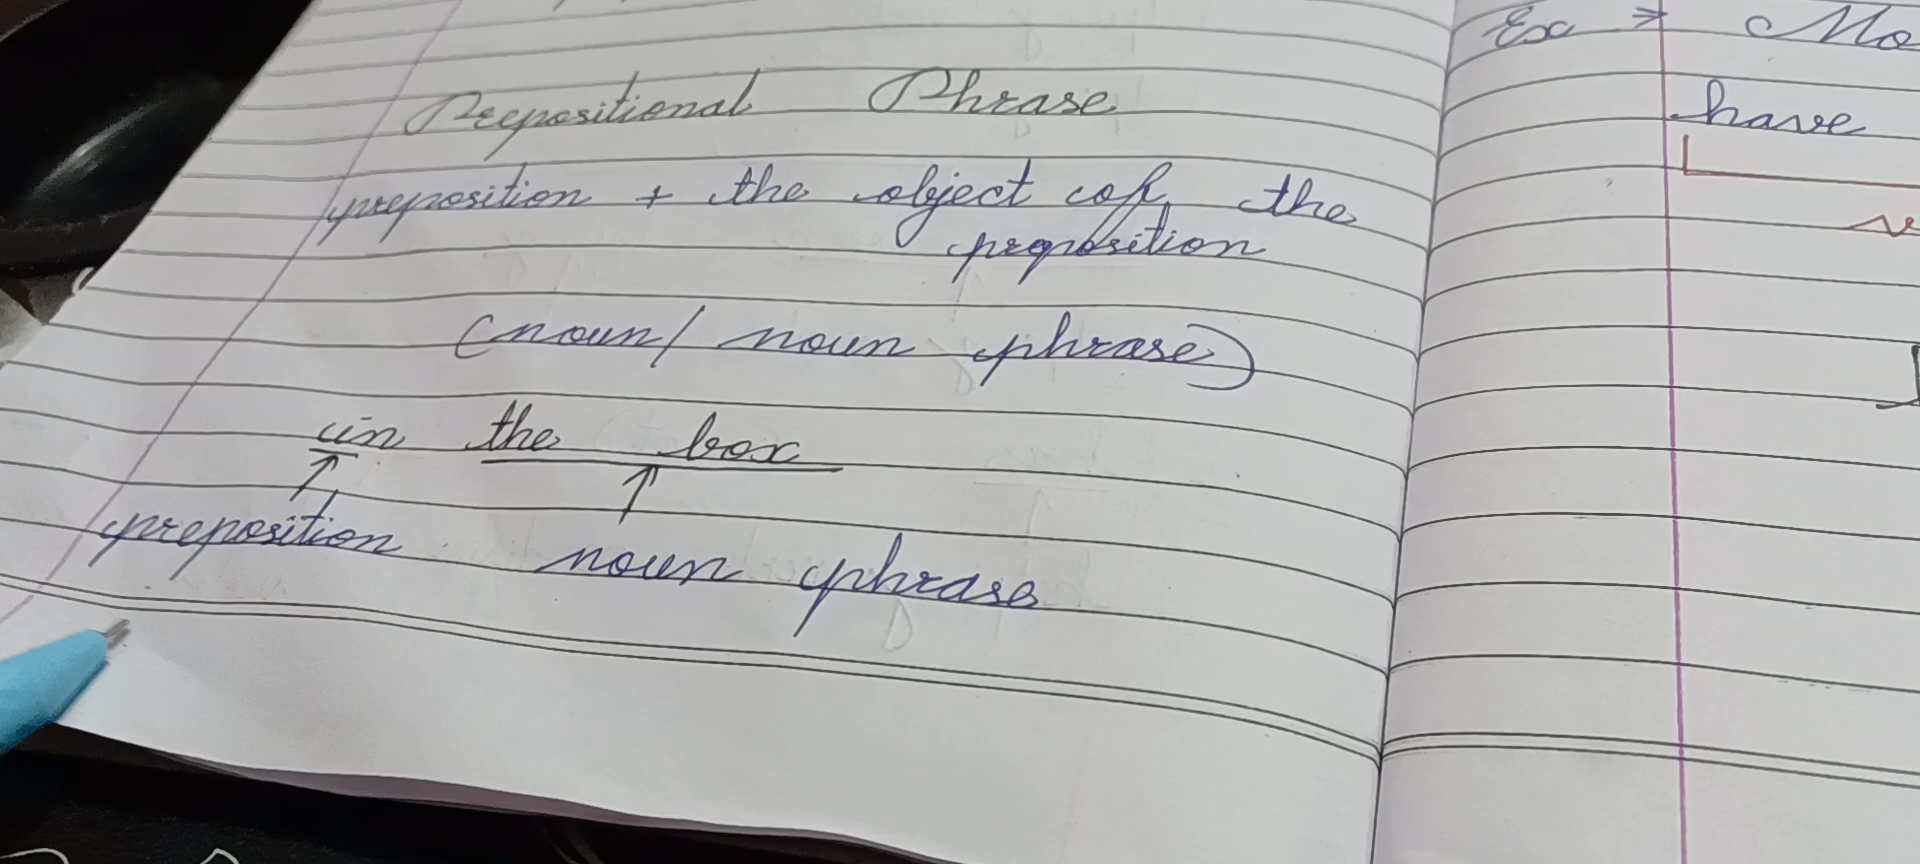 Prepositional Phrase
preposition + the object of the
preposition
(noun/ noun phrase)
in the box
↑ ↑
preposition noun phrase
Ex ⇒
have